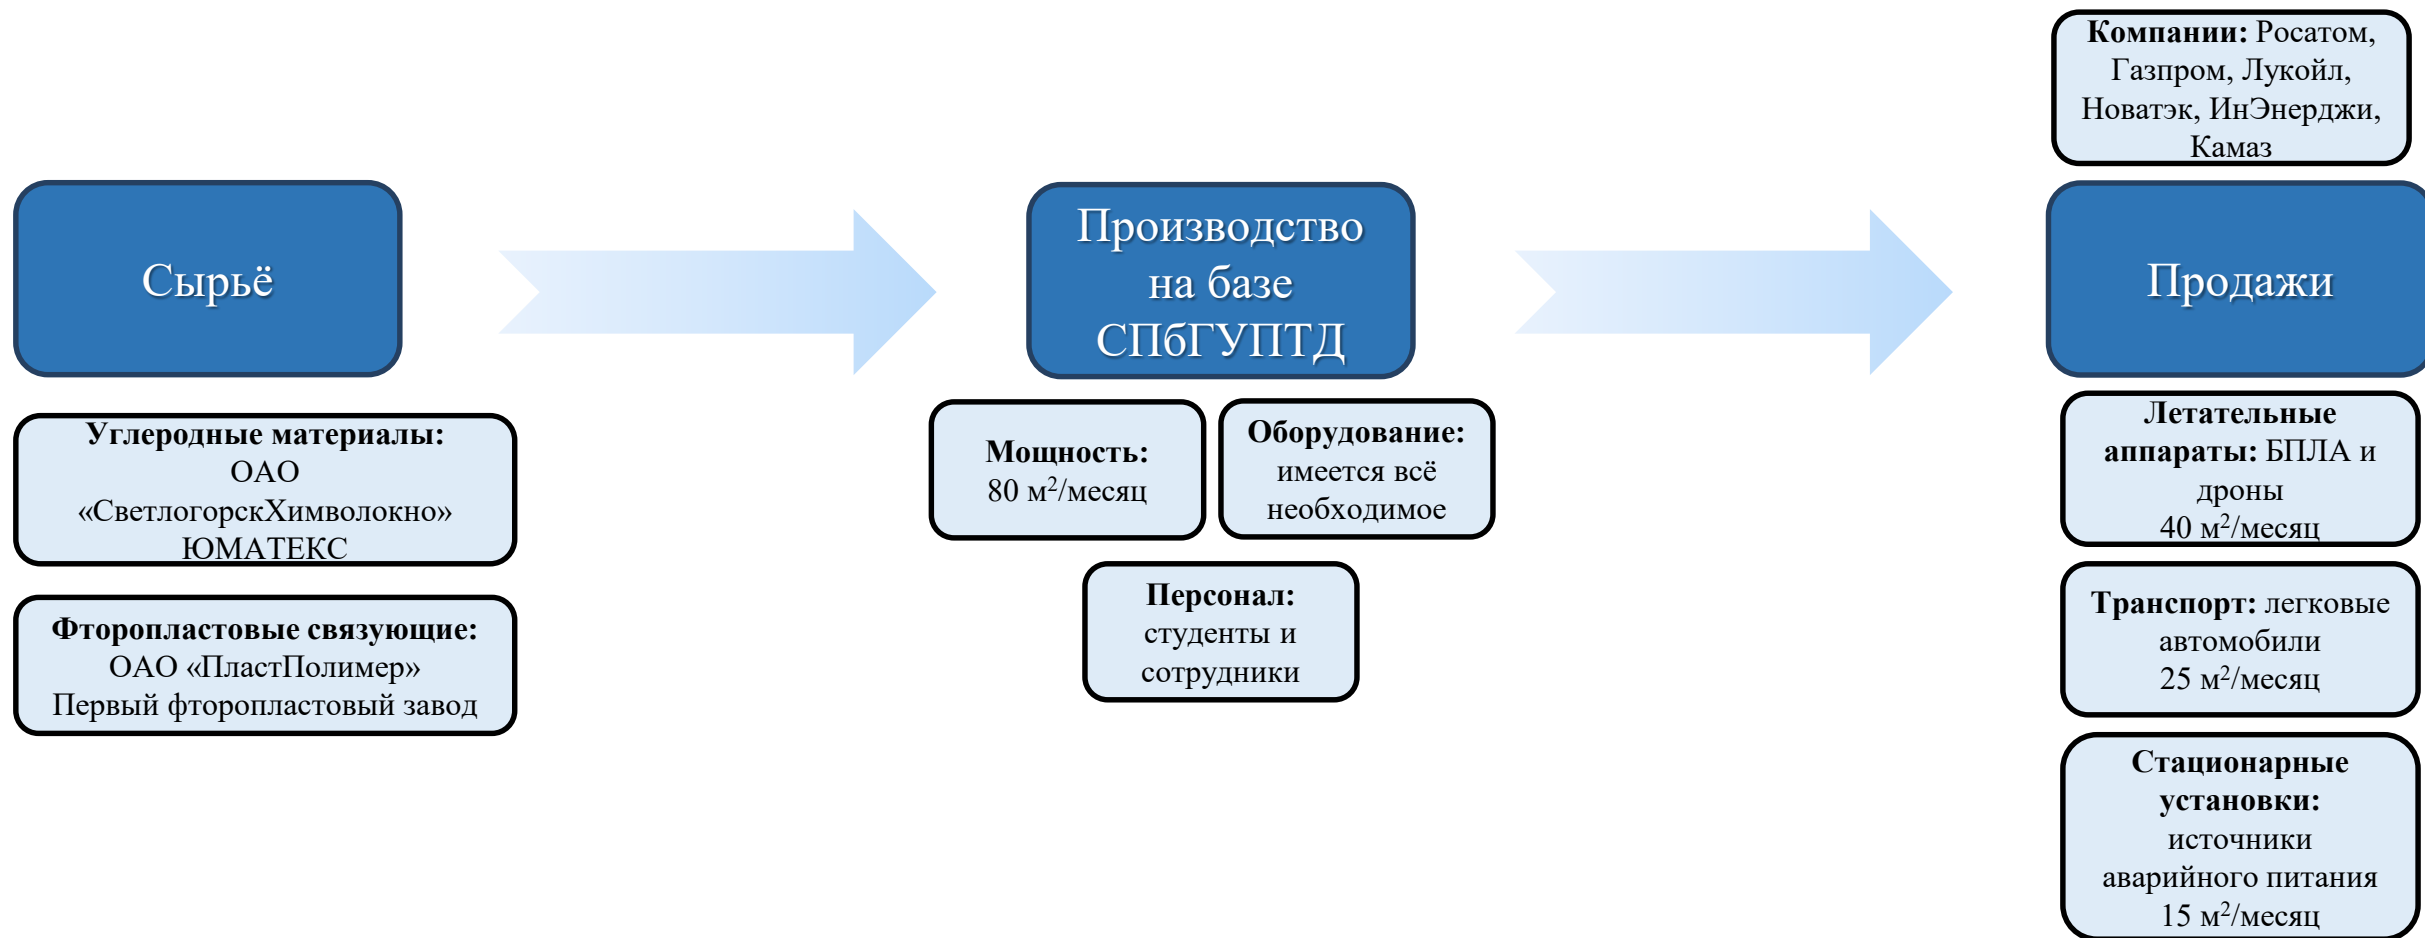 Сырьё
Углеродные материалы:
ОАО
«СветлогорскХимволокно»
ЮМАТЕКС
Фторопластовые связующие:
ОАО «ПластПолимер»
Первый фторопластовый завод
Производство
на базе
СПбГУПТД
Мощность:
80 м²/месяц
Оборудование:
имеется всё
необходимое
Персонал:
студенты и
сотрудники
Компании: Росатом,
Газпром, Лукойл,
Новатэк, ИнЭнерджи,
Камаз
Продажи
Летательные
аппараты: БПЛА и
дроны
40 м²/месяц
Транспорт: легковые
автомобили
25 м²/месяц
Стационарные
установки:
источники
аварийного питания
15 м²/месяц